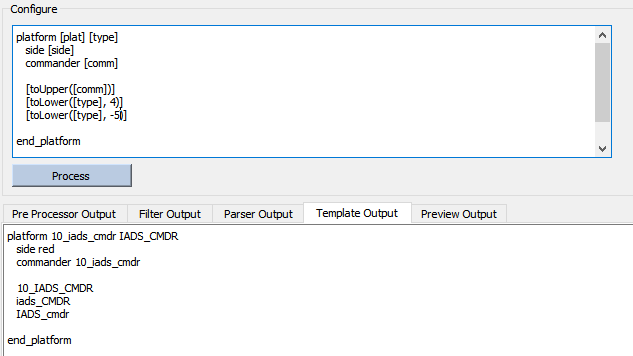 Configure
platform [plat] [type]
side [side]
commander [comm]
[toUpper([comm])]
[toLower([type], 4)]
[toLower([type], -5)]
end_platform
Process
Pre Processor Output Filter Output Parser Output Template Output Preview Output
platform 10_iads_cmdr IADS_CMDR
side red
commander 10_iads_cmdr
10_IADS_CMDR
iads_CMDR
IADS_cmdr
end_platform